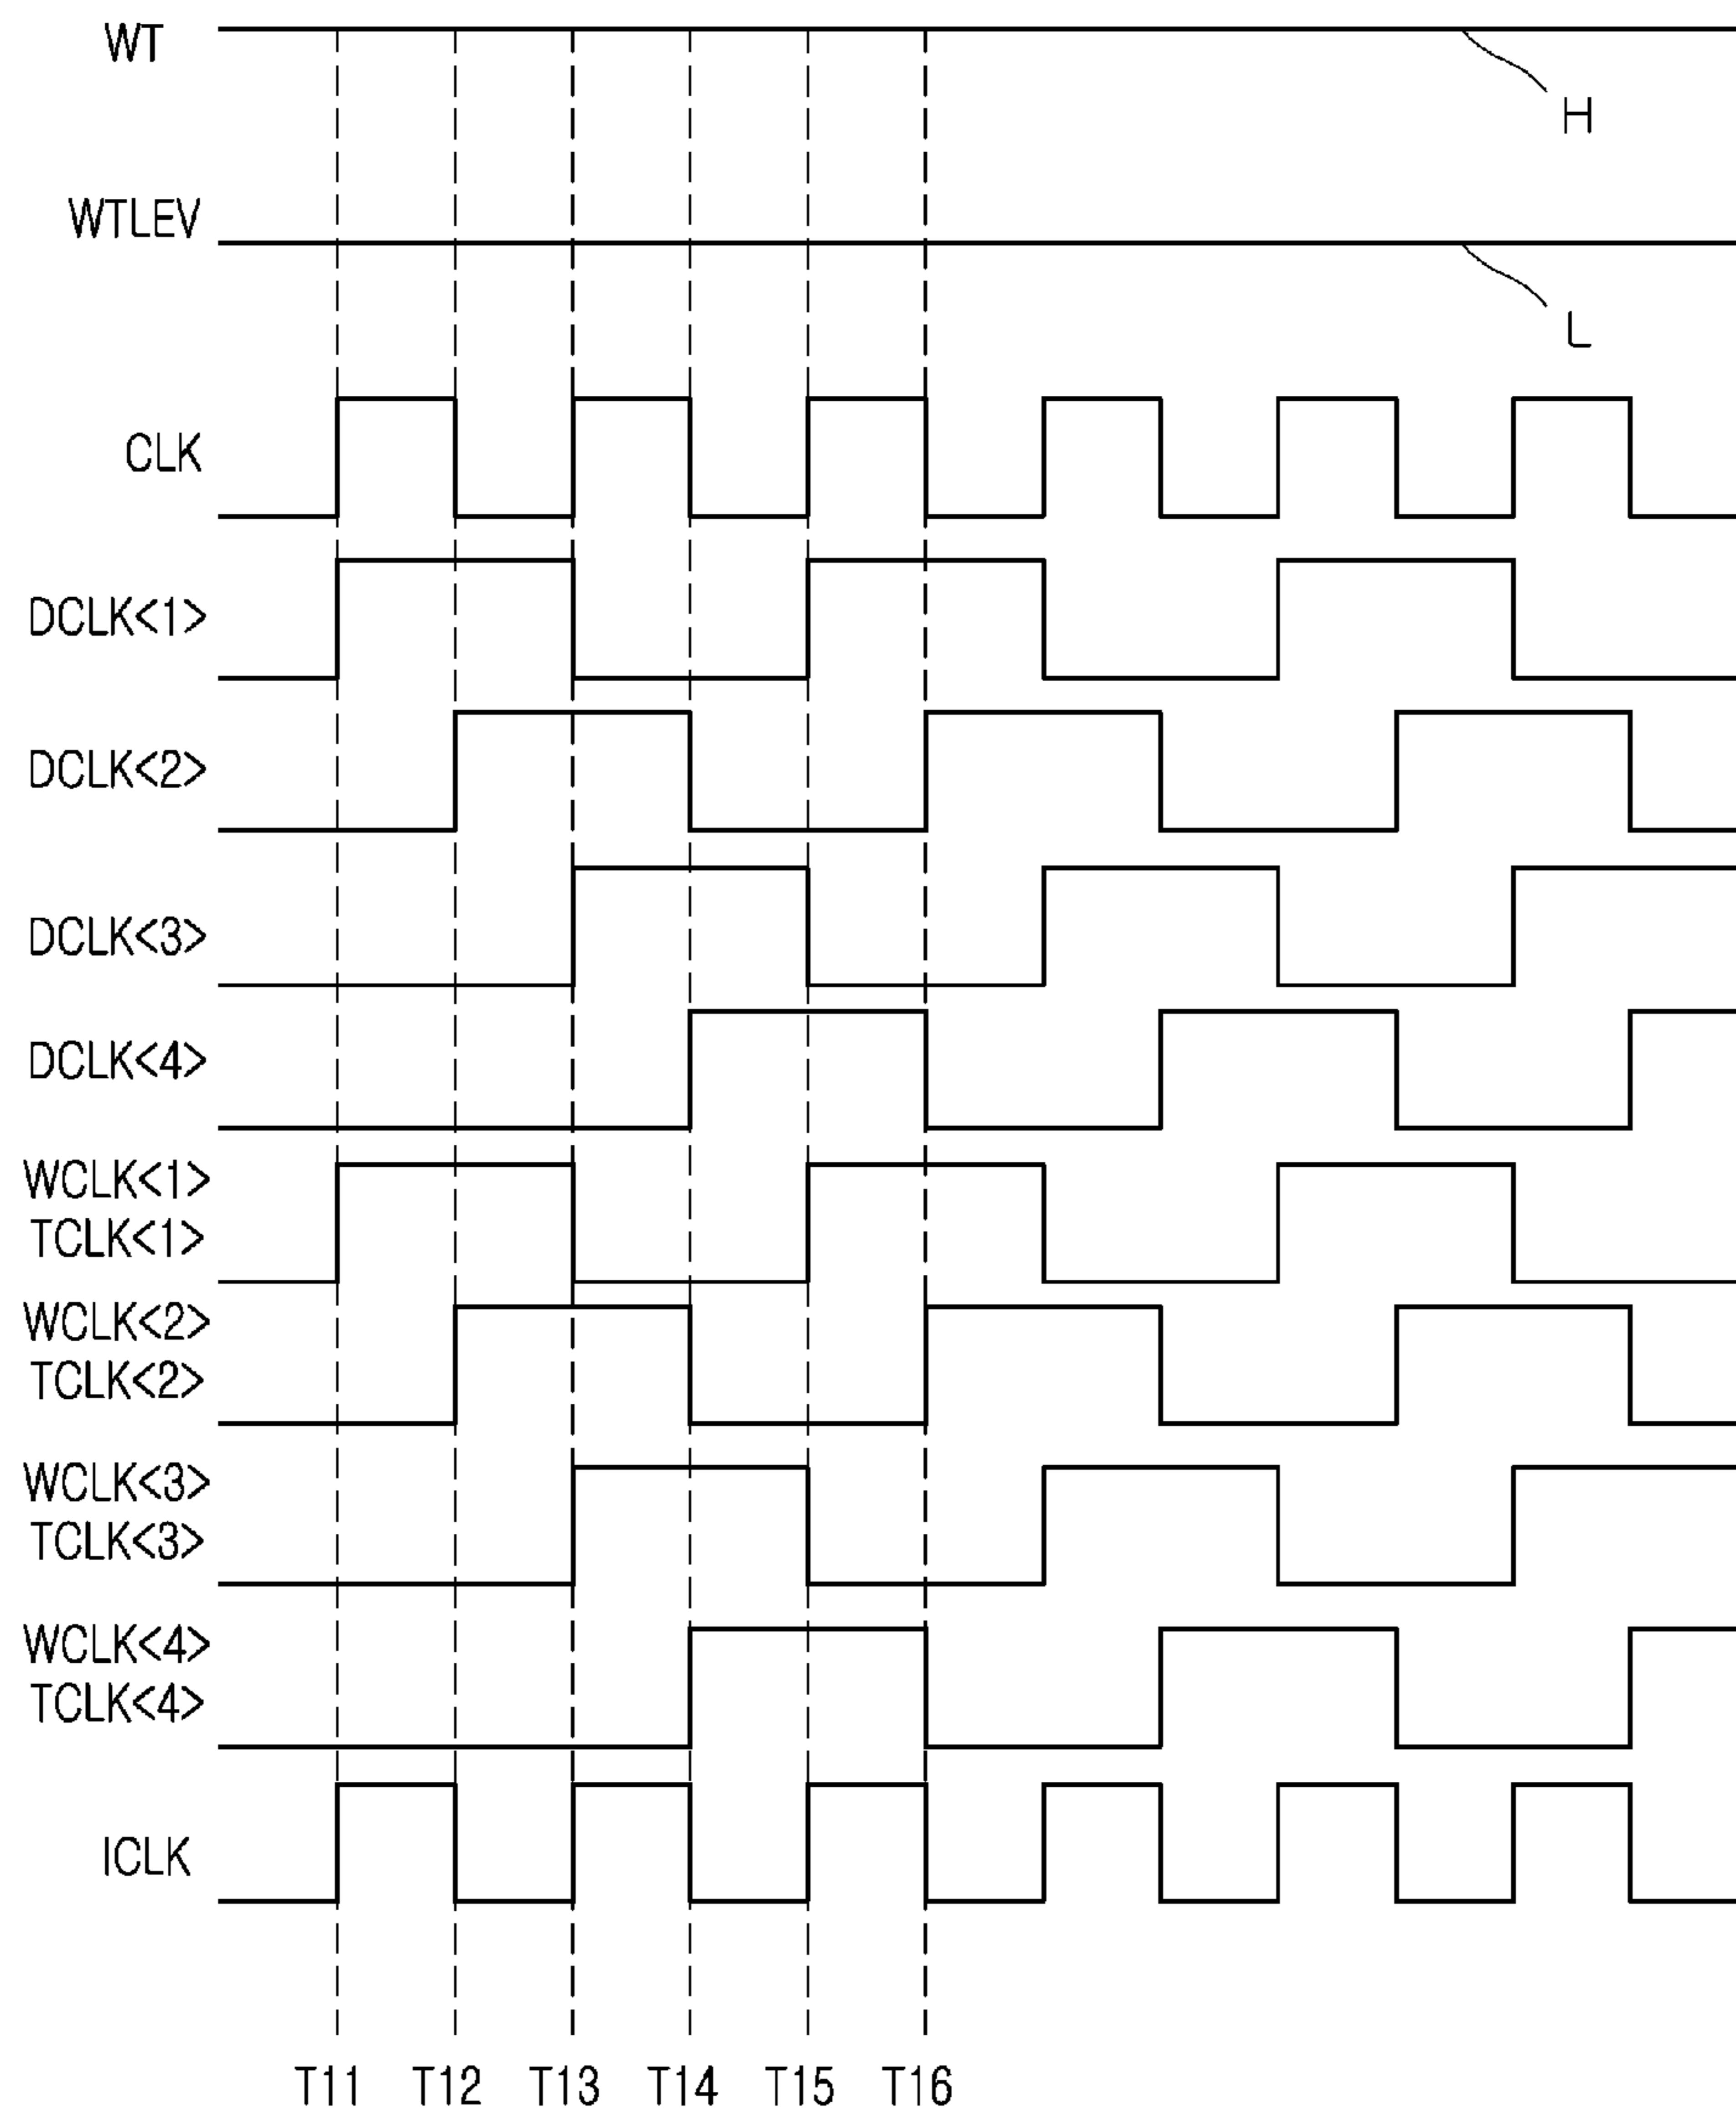 WT
H
WTLEV
L
CLK
DCLK<1>
DCLK<2>
DCLK<3>
DCLK<4>
WCLK<1>
TCLK<1>
WCLK<2>
TCLK<2>
WCLK<3>
TCLK<3>
WCLK<4>
TCLK<4>
ICLK
T11 T12 T13 T14 T15 T16